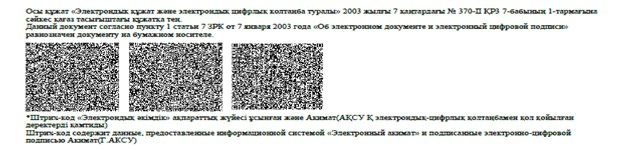 Осы құжат «Электрондық құжат және электрондық цифрлық қолтаңба туралы» 2003 жылғы 7 қаңтардағы № 370-II ҚРЗ 7-бабының 1-тармағына
сәйкес қағаз тасығыштағы құжатқа тең.
Данный документ согласно пункту 1 статьи 7 ЗРК от 7 января 2003 года «Об электронном документе и электронный цифровой подписи»
равнозначен документу на бумажном носителе.
*Штрих-код «Электрондық әкімдік» ақпараттық жүйесі ұсынған және Акимат(АҚСУ Қ электрондық-цифрлық қолтаңбамен қол қойылған
деректерді қамтиды)
Штрих-код содержит данные, предоставленные информационной системой «Электронный акимат» и подписанные электронно-цифровой
подписью Акимат(Г.АКСУ)